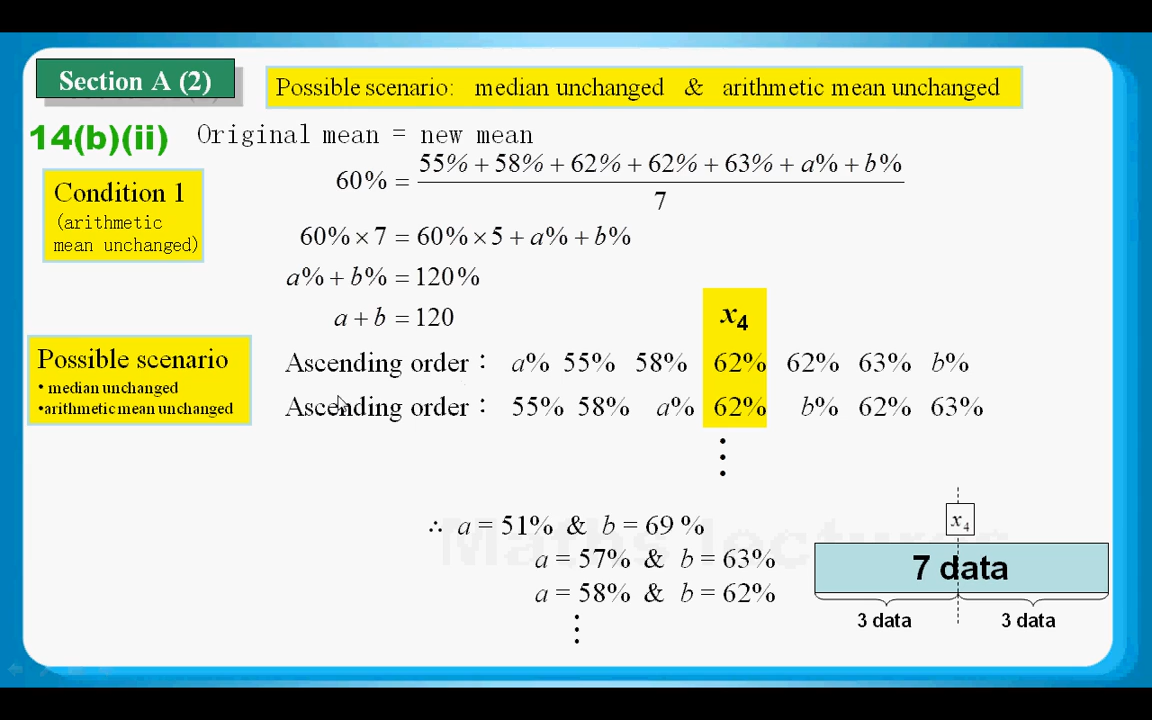 Section A (2)
Possible scenario: median unchanged & arithmetic mean unchanged
14(b)(ii)
Original mean = new mean
Condition 1
(arithmetic
mean unchanged)
60% = (55% + 58% + 62% + 62% + 63% + a% + b%) / 7
60% × 7 = 60% × 5 + a% + b%
a% + b% = 120%
a + b = 120
x₄
Possible scenario
• median unchanged
•arithmetic mean unchanged
Ascending order： a% 55% 58% 62% 62% 63% b%
Ascending order： 55% 58% a% 62% b% 62% 63%
⋮
∴ a = 51% & b = 69 %
a = 57% & b = 63%
a = 58% & b = 62%
⋮
x₄
7 data
3 data 3 data
Maths lecturer